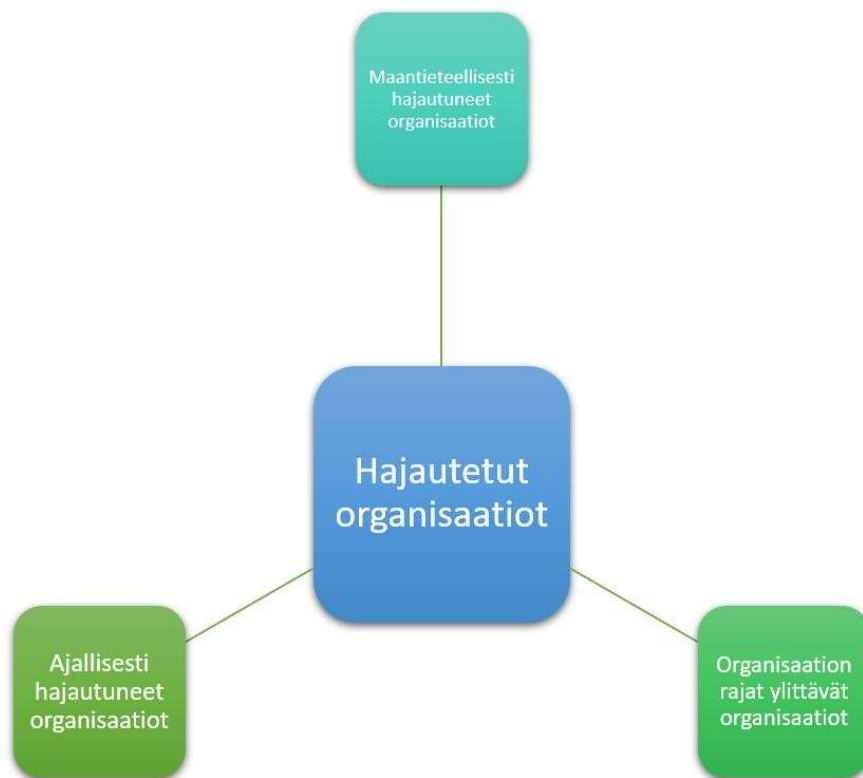 Maantieteellisesti
hajautuneet
organisaatiot
Hajautetut
organisaatiot
Ajallisesti
hajautuneet
organisaatiot
Organisaation
rajat ylittävät
organisaatiot